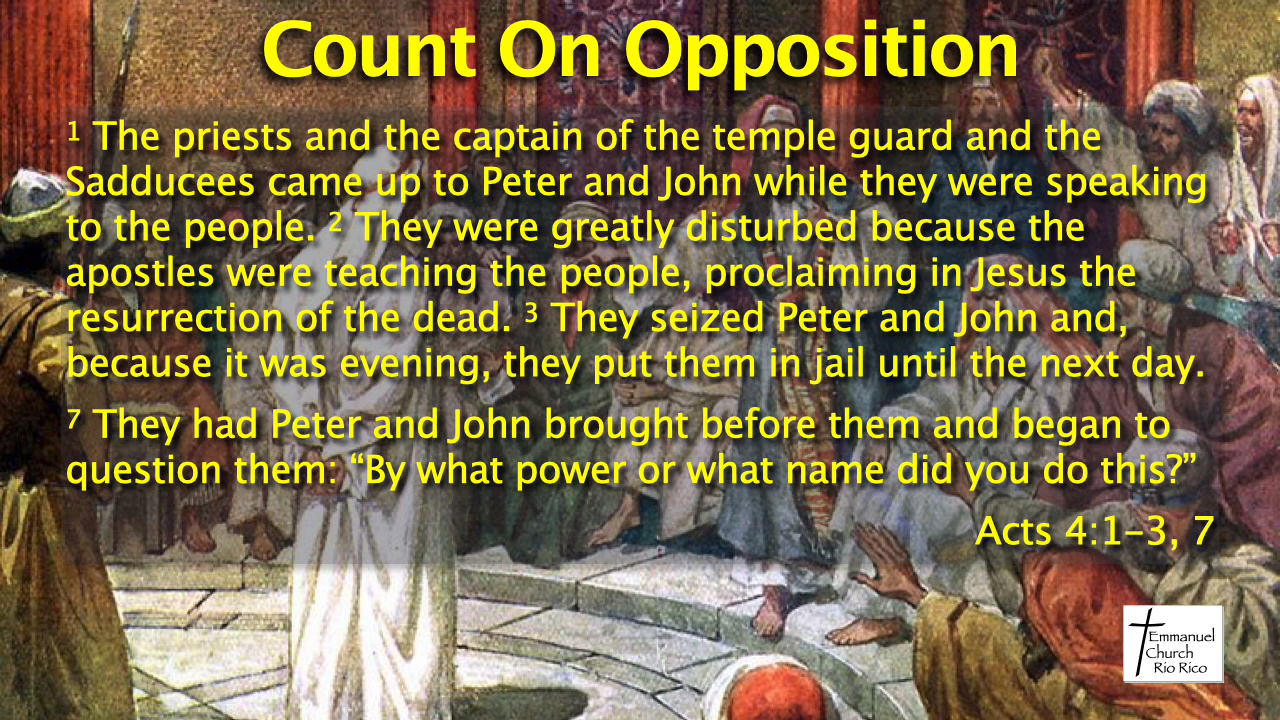 Count On Opposition
¹ The priests and the captain of the temple guard and the
Sadducees came up to Peter and John while they were speaking
to the people. ² They were greatly disturbed because the
apostles were teaching the people, proclaiming in Jesus the
resurrection of the dead. ³ They seized Peter and John and,
because it was evening, they put them in jail until the next day.
⁷ They had Peter and John brought before them and began to
question them: “By what power or what name did you do this?”
Acts 4:1–3, 7
Emmanuel
Church
Rio Rico